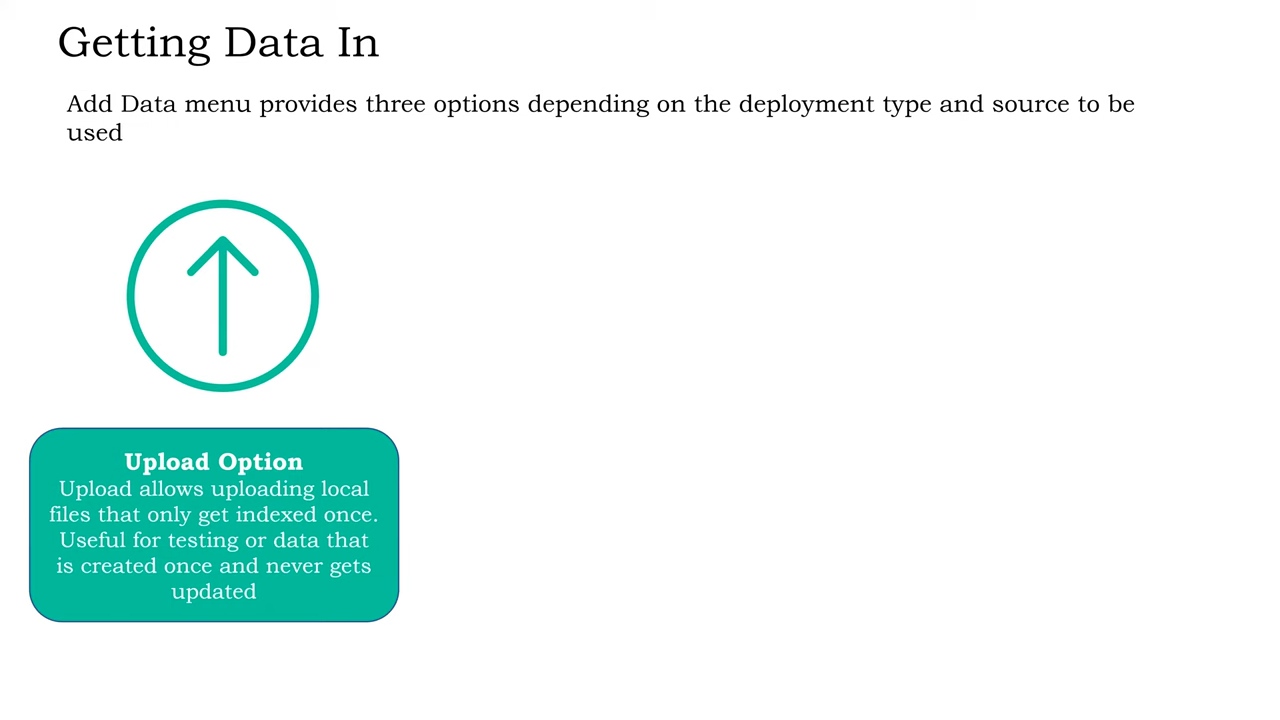 Getting Data In
Add Data menu provides three options depending on the deployment type and source to be
used
Upload Option
Upload allows uploading local
files that only get indexed once.
Useful for testing or data that
is created once and never gets
updated